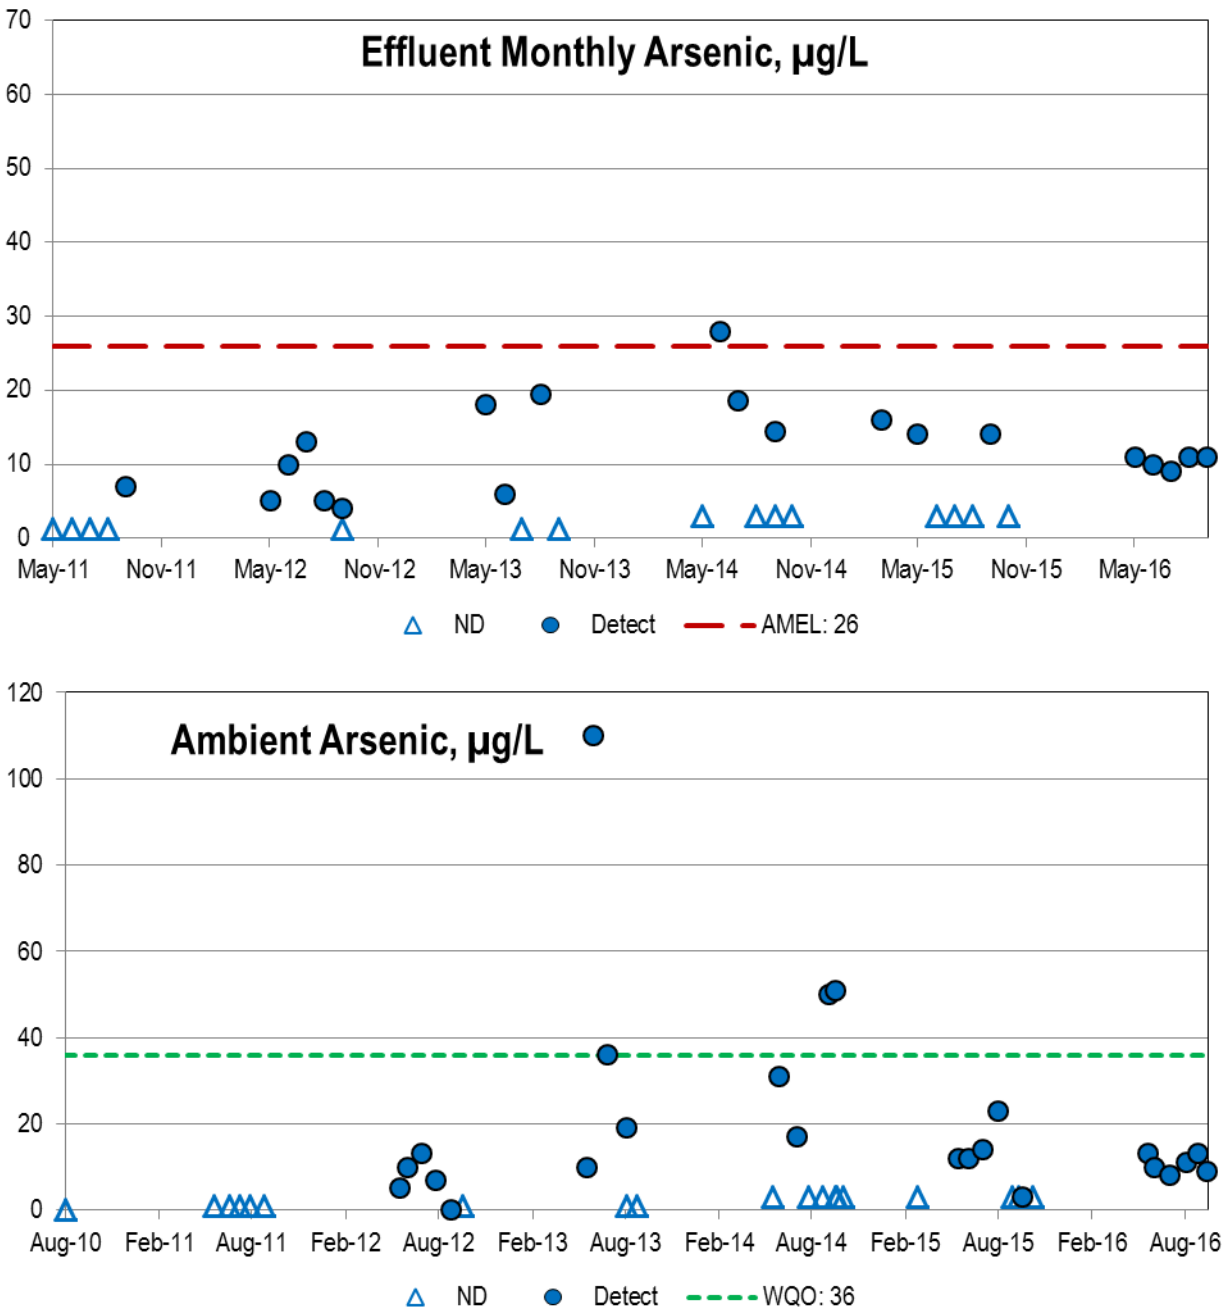 Effluent Monthly Arsenic, µg/L
70
60
50
40
30
20
10
0
May-11 Nov-11 May-12 Nov-12 May-13 Nov-13 May-14 Nov-14 May-15 Nov-15 May-16
ND Detect AMEL: 26
Ambient Arsenic, µg/L
120
100
80
60
40
20
0
Aug-10 Feb-11 Aug-11 Feb-12 Aug-12 Feb-13 Aug-13 Feb-14 Aug-14 Feb-15 Aug-15 Feb-16 Aug-16
ND Detect WQO: 36